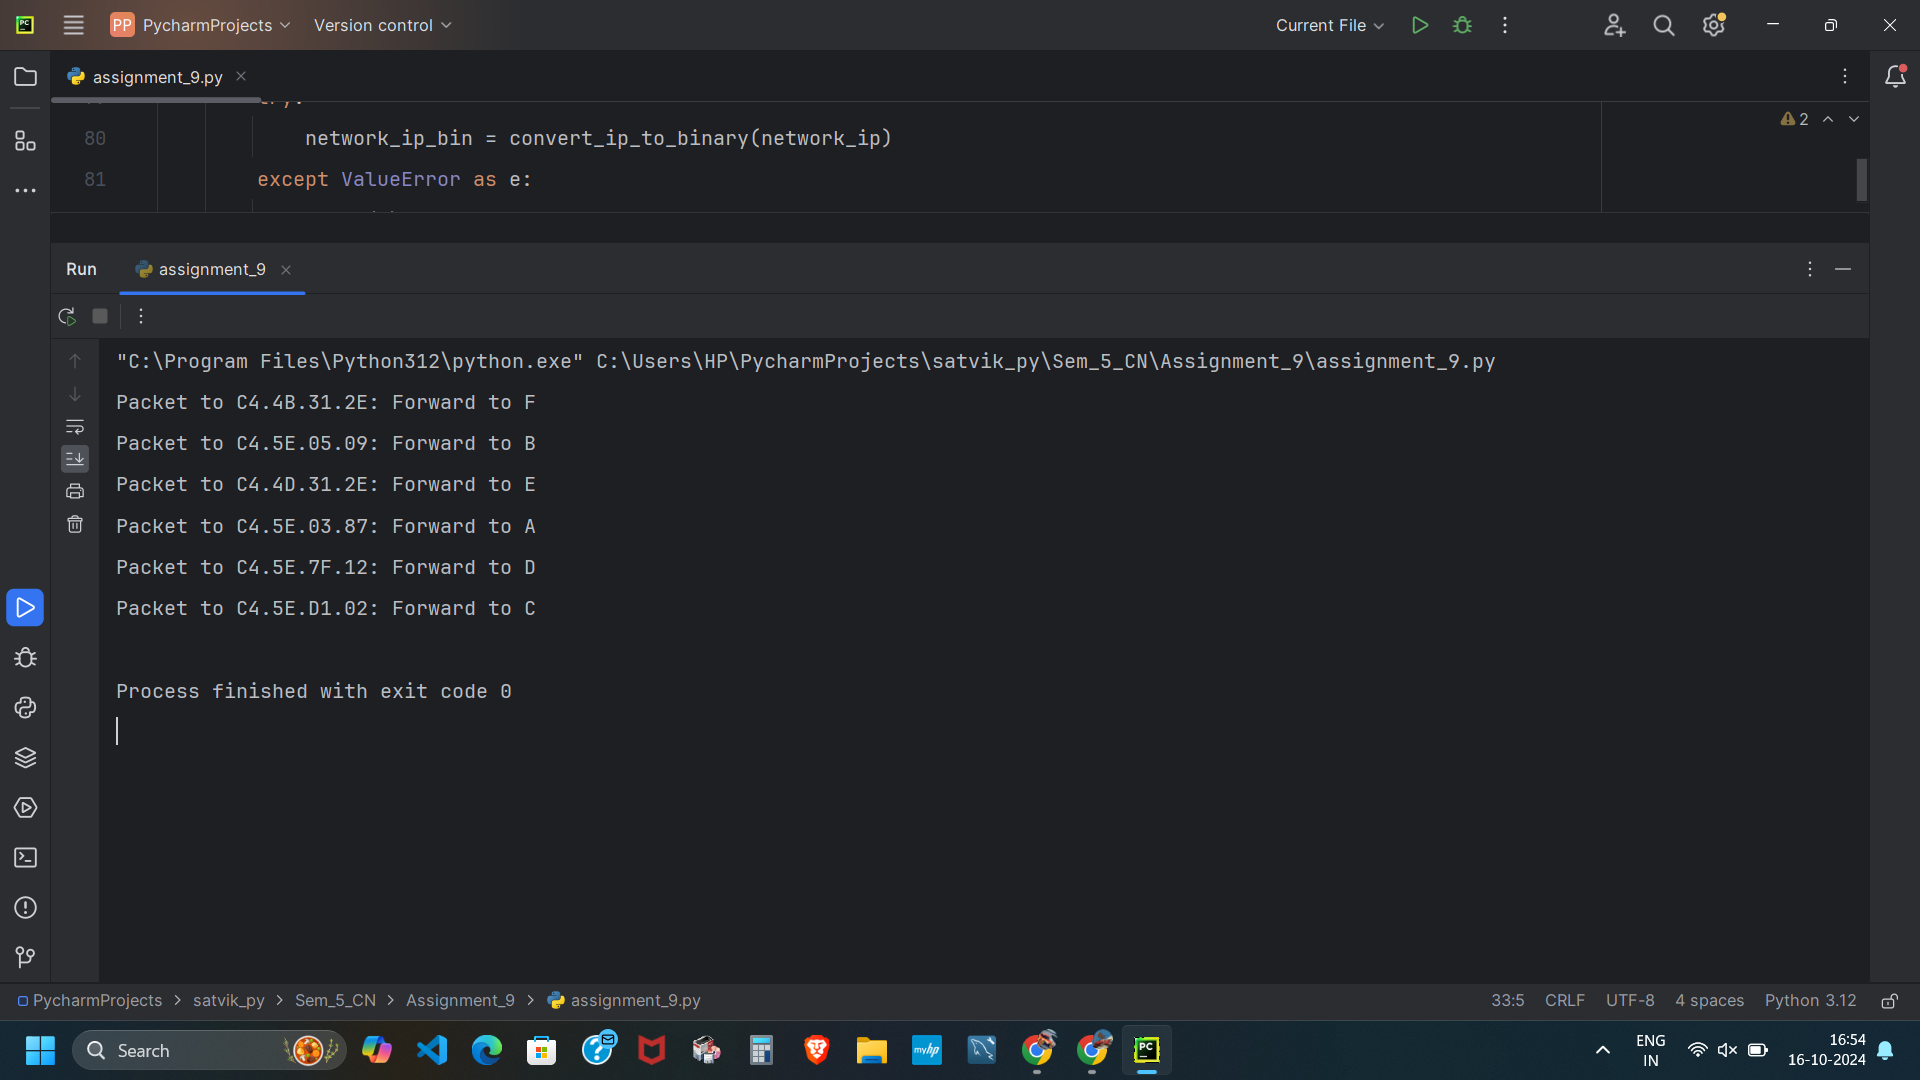 PC
PP PycharmProjects
Version control
Current File
assignment_9.py
80 network_ip_bin = convert_ip_to_binary(network_ip)
81 except ValueError as e:
2
Run assignment_9
"C:\Program Files\Python312\python.exe" C:\Users\HP\PycharmProjects\satvik_py\Sem_5_CN\Assignment_9\assignment_9.py
Packet to C4.4B.31.2E: Forward to F
Packet to C4.5E.05.09: Forward to B
Packet to C4.4D.31.2E: Forward to E
Packet to C4.5E.03.87: Forward to A
Packet to C4.5E.7F.12: Forward to D
Packet to C4.5E.D1.02: Forward to C
Process finished with exit code 0
PycharmProjects > satvik_py > Sem_5_CN > Assignment_9 > assignment_9.py
33:5 CRLF UTF-8 4 spaces Python 3.12
Search
myhp
PC
ENG
IN
16:54
16-10-2024